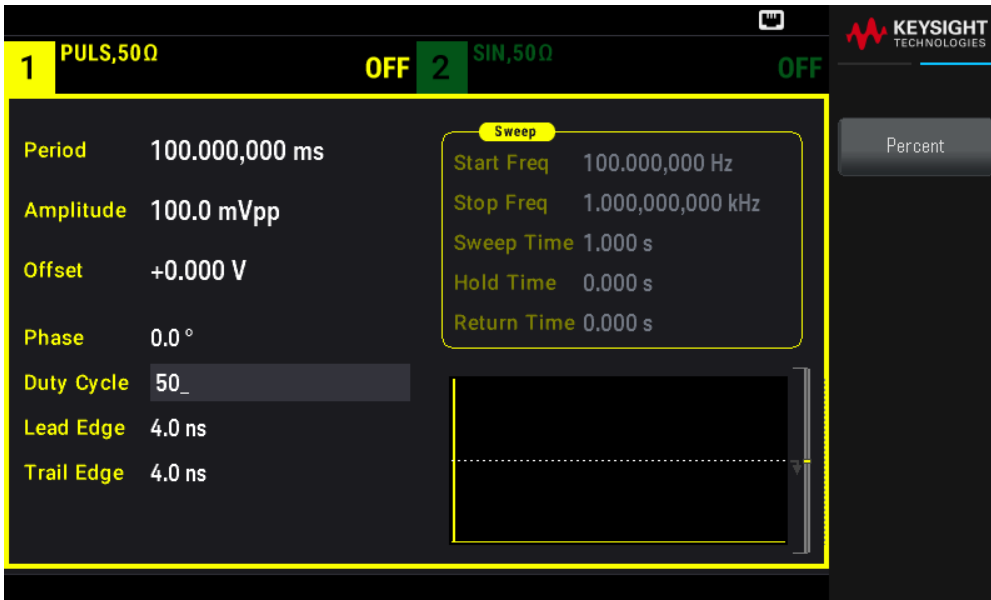 KEYSIGHT
TECHNOLOGIES
1 PULS,50Ω OFF 2 SIN,50Ω OFF
Period 100.000,000 ms
Amplitude 100.0 mVpp
Offset +0.000 V
Phase 0.0 °
Duty Cycle 50_
Lead Edge 4.0 ns
Trail Edge 4.0 ns
Sweep
Start Freq 100.000,000 Hz
Stop Freq 1.000,000,000 kHz
Sweep Time 1.000 s
Hold Time 0.000 s
Return Time 0.000 s
Percent